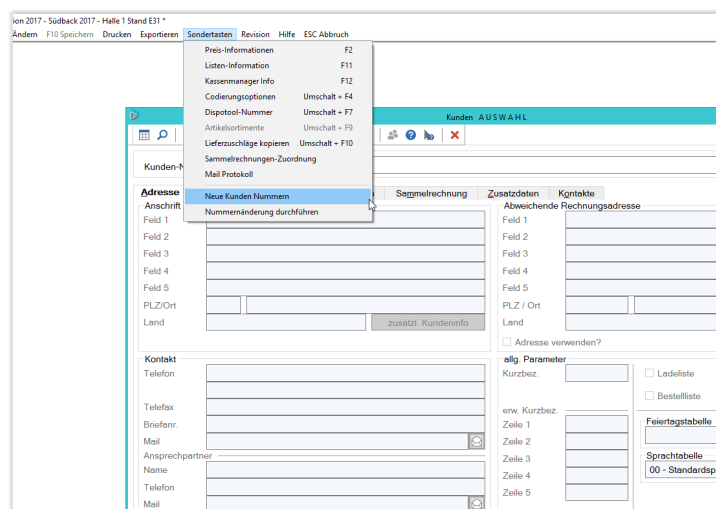 ion 2017 - Südback 2017 - Halle 1 Stand E31 *
Ändern F10 Speichern Drucken Exportieren Sondertasten Revision Hilfe ESC Abbruch
Preis-Informationen F2
Listen-Information F11
Kassenmanager Info F12
Codierungsoptionen Umschalt + F4
Dispotool-Nummer Umschalt + F7
Artikelsortimente Umschalt + F9
Lieferzuschläge kopieren Umschalt + F10
Sammelrechnungen-Zuordnung
Mail Protokoll
Neue Kunden Nummern
Nummernänderung durchführen
Kunden A U S W A H L
Kunden-N
Adresse n Sammelrechnung Zusatzdaten Kontakte
Anschrift Abweichende Rechnungsadresse
Feld 1 Feld 1
Feld 2 Feld 2
Feld 3 Feld 3
Feld 4 Feld 4
Feld 5 Feld 5
PLZ/Ort PLZ / Ort
Land zusätzl. Kundeninfo Land
Adresse verwenden?
Kontakt allg. Parameter
Telefon Kurzbez. Ladeliste
Bestellliste
Telefax erw. Kurzbez.
Briefanr. Zeile 1 Feiertagstabelle
Mail Zeile 2
Ansprechpartner Zeile 3 Sprachtabelle
Name Zeile 4 00 - Standardsp
Telefon Zeile 5
Mail